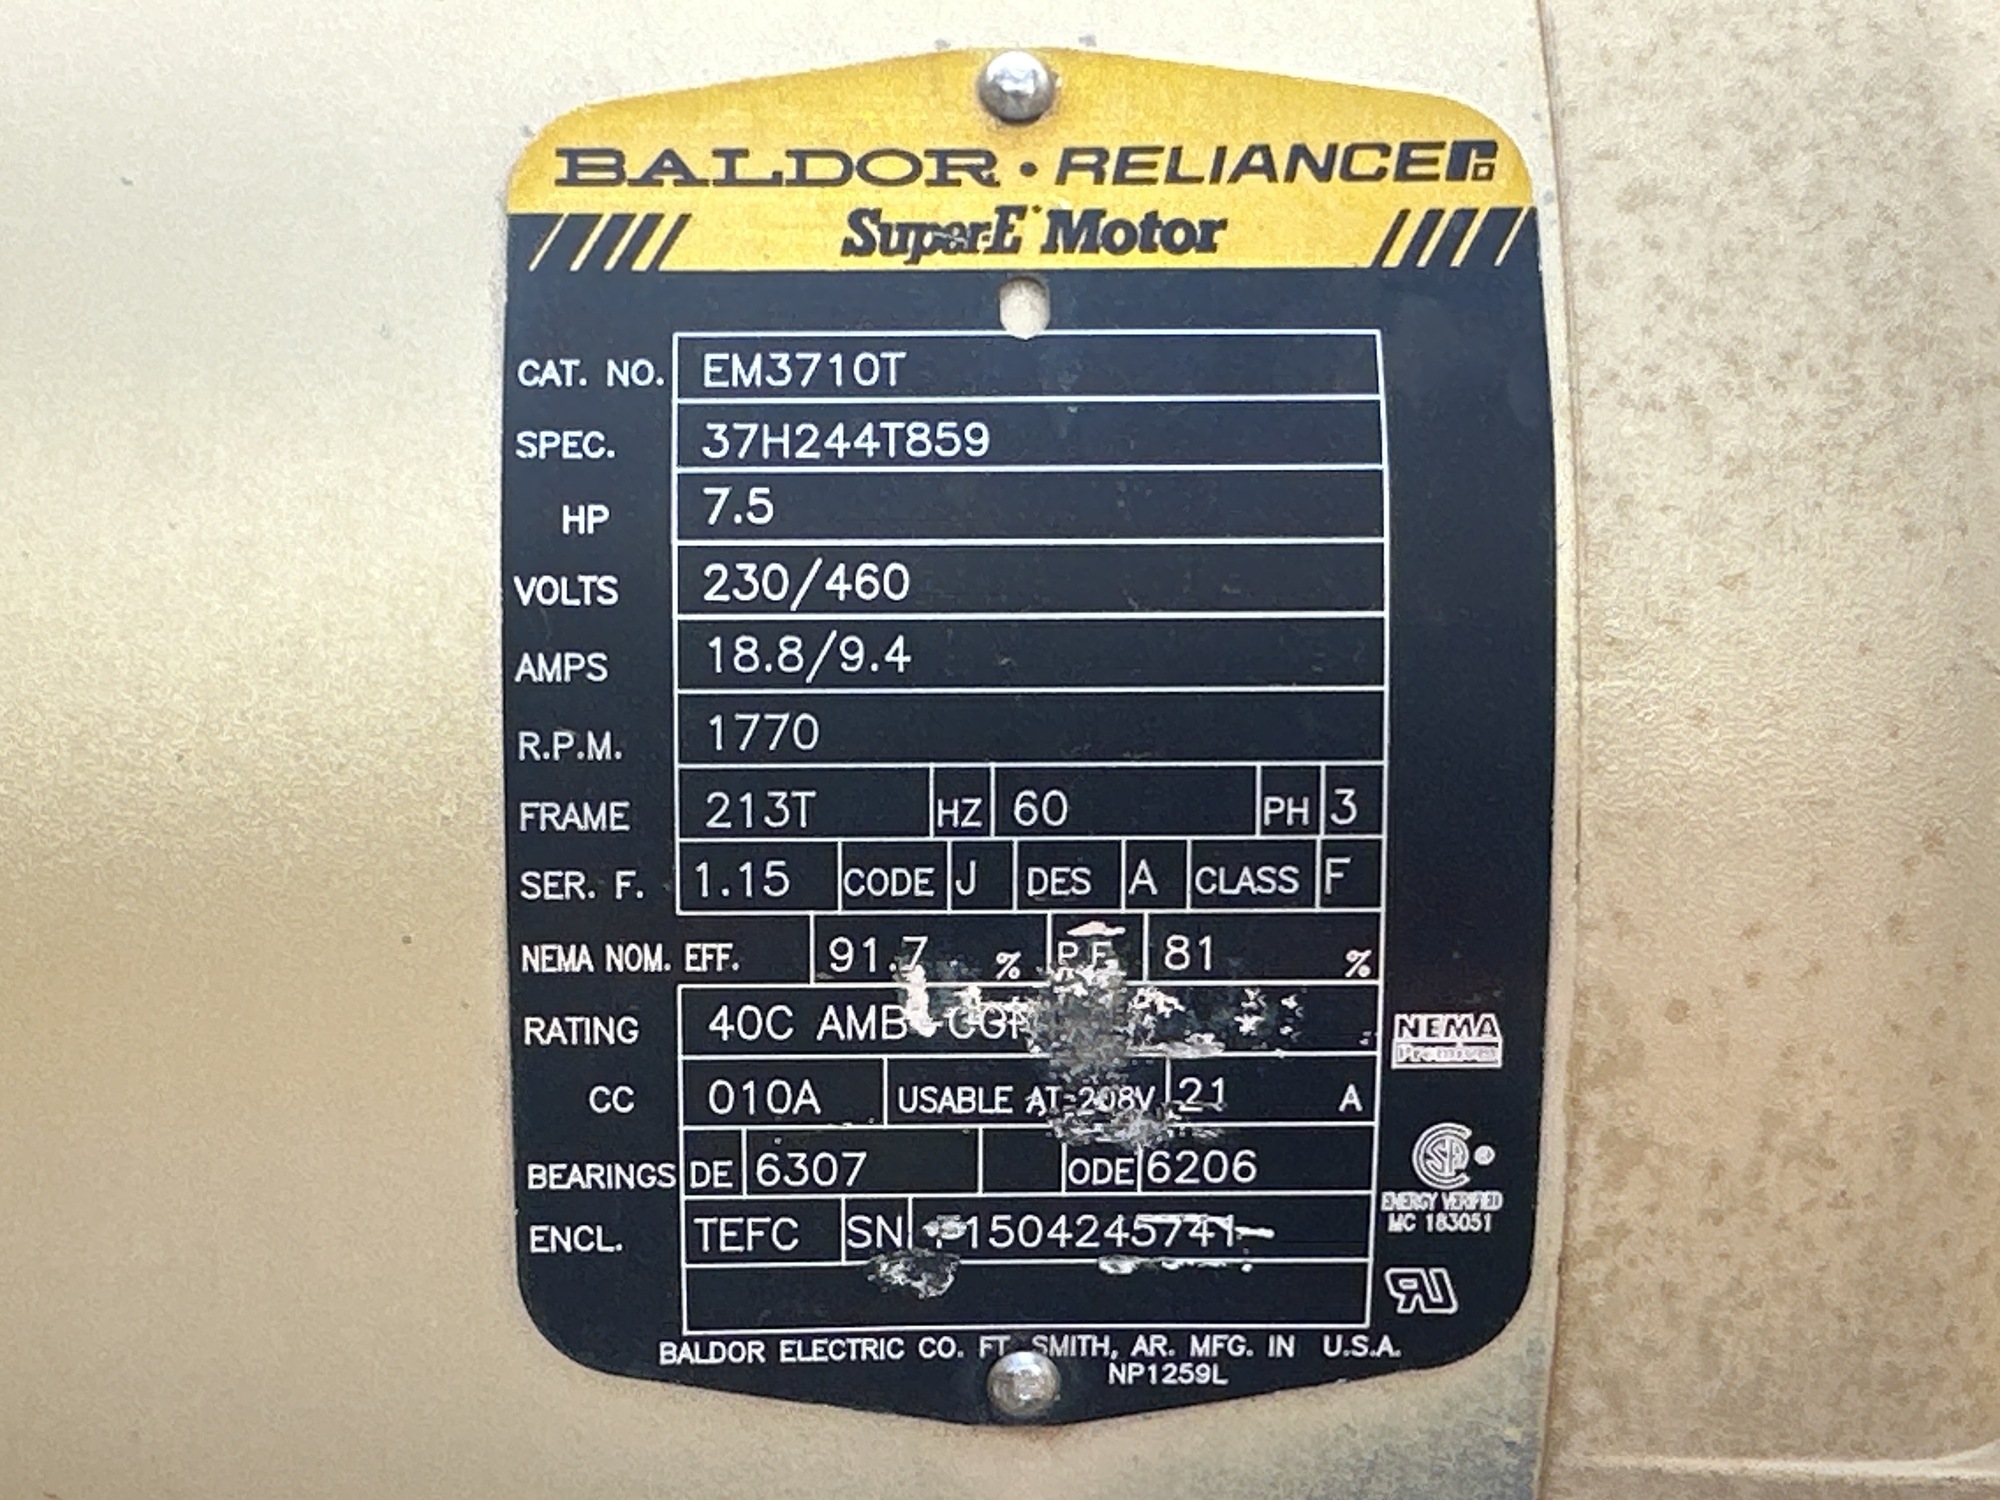 BALDOR • RELIANCE
Super-E Motor
CAT. NO. EM3710T
SPEC. 37H244T859
HP 7.5
VOLTS 230/460
AMPS 18.8/9.4
R.P.M. 1770
FRAME 213T HZ 60 PH 3
SER. F. 1.15 CODE J DES A CLASS F
NEMA NOM. EFF. 91.7 % P.F. 81 %
RATING 40C AMB
NEMA
Premium
CC 010A USABLE AT 208V 21 A
BEARINGS DE 6307 ODE 6206
ENERGY VERIFIED
MC 183051
ENCL. TEFC SN
BALDOR ELECTRIC CO. FT. SMITH, AR. MFG. IN U.S.A.
NP1259L